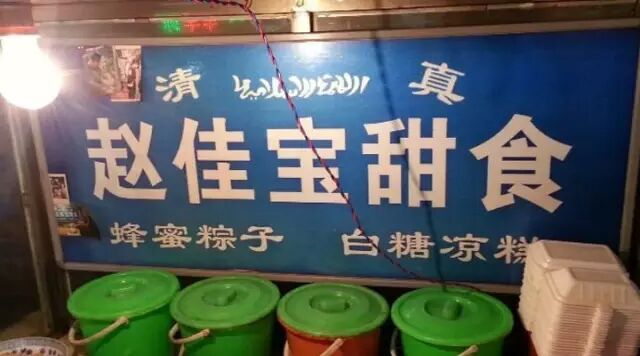 清 真
赵佳宝甜食
蜂蜜粽子 白糖凉糕